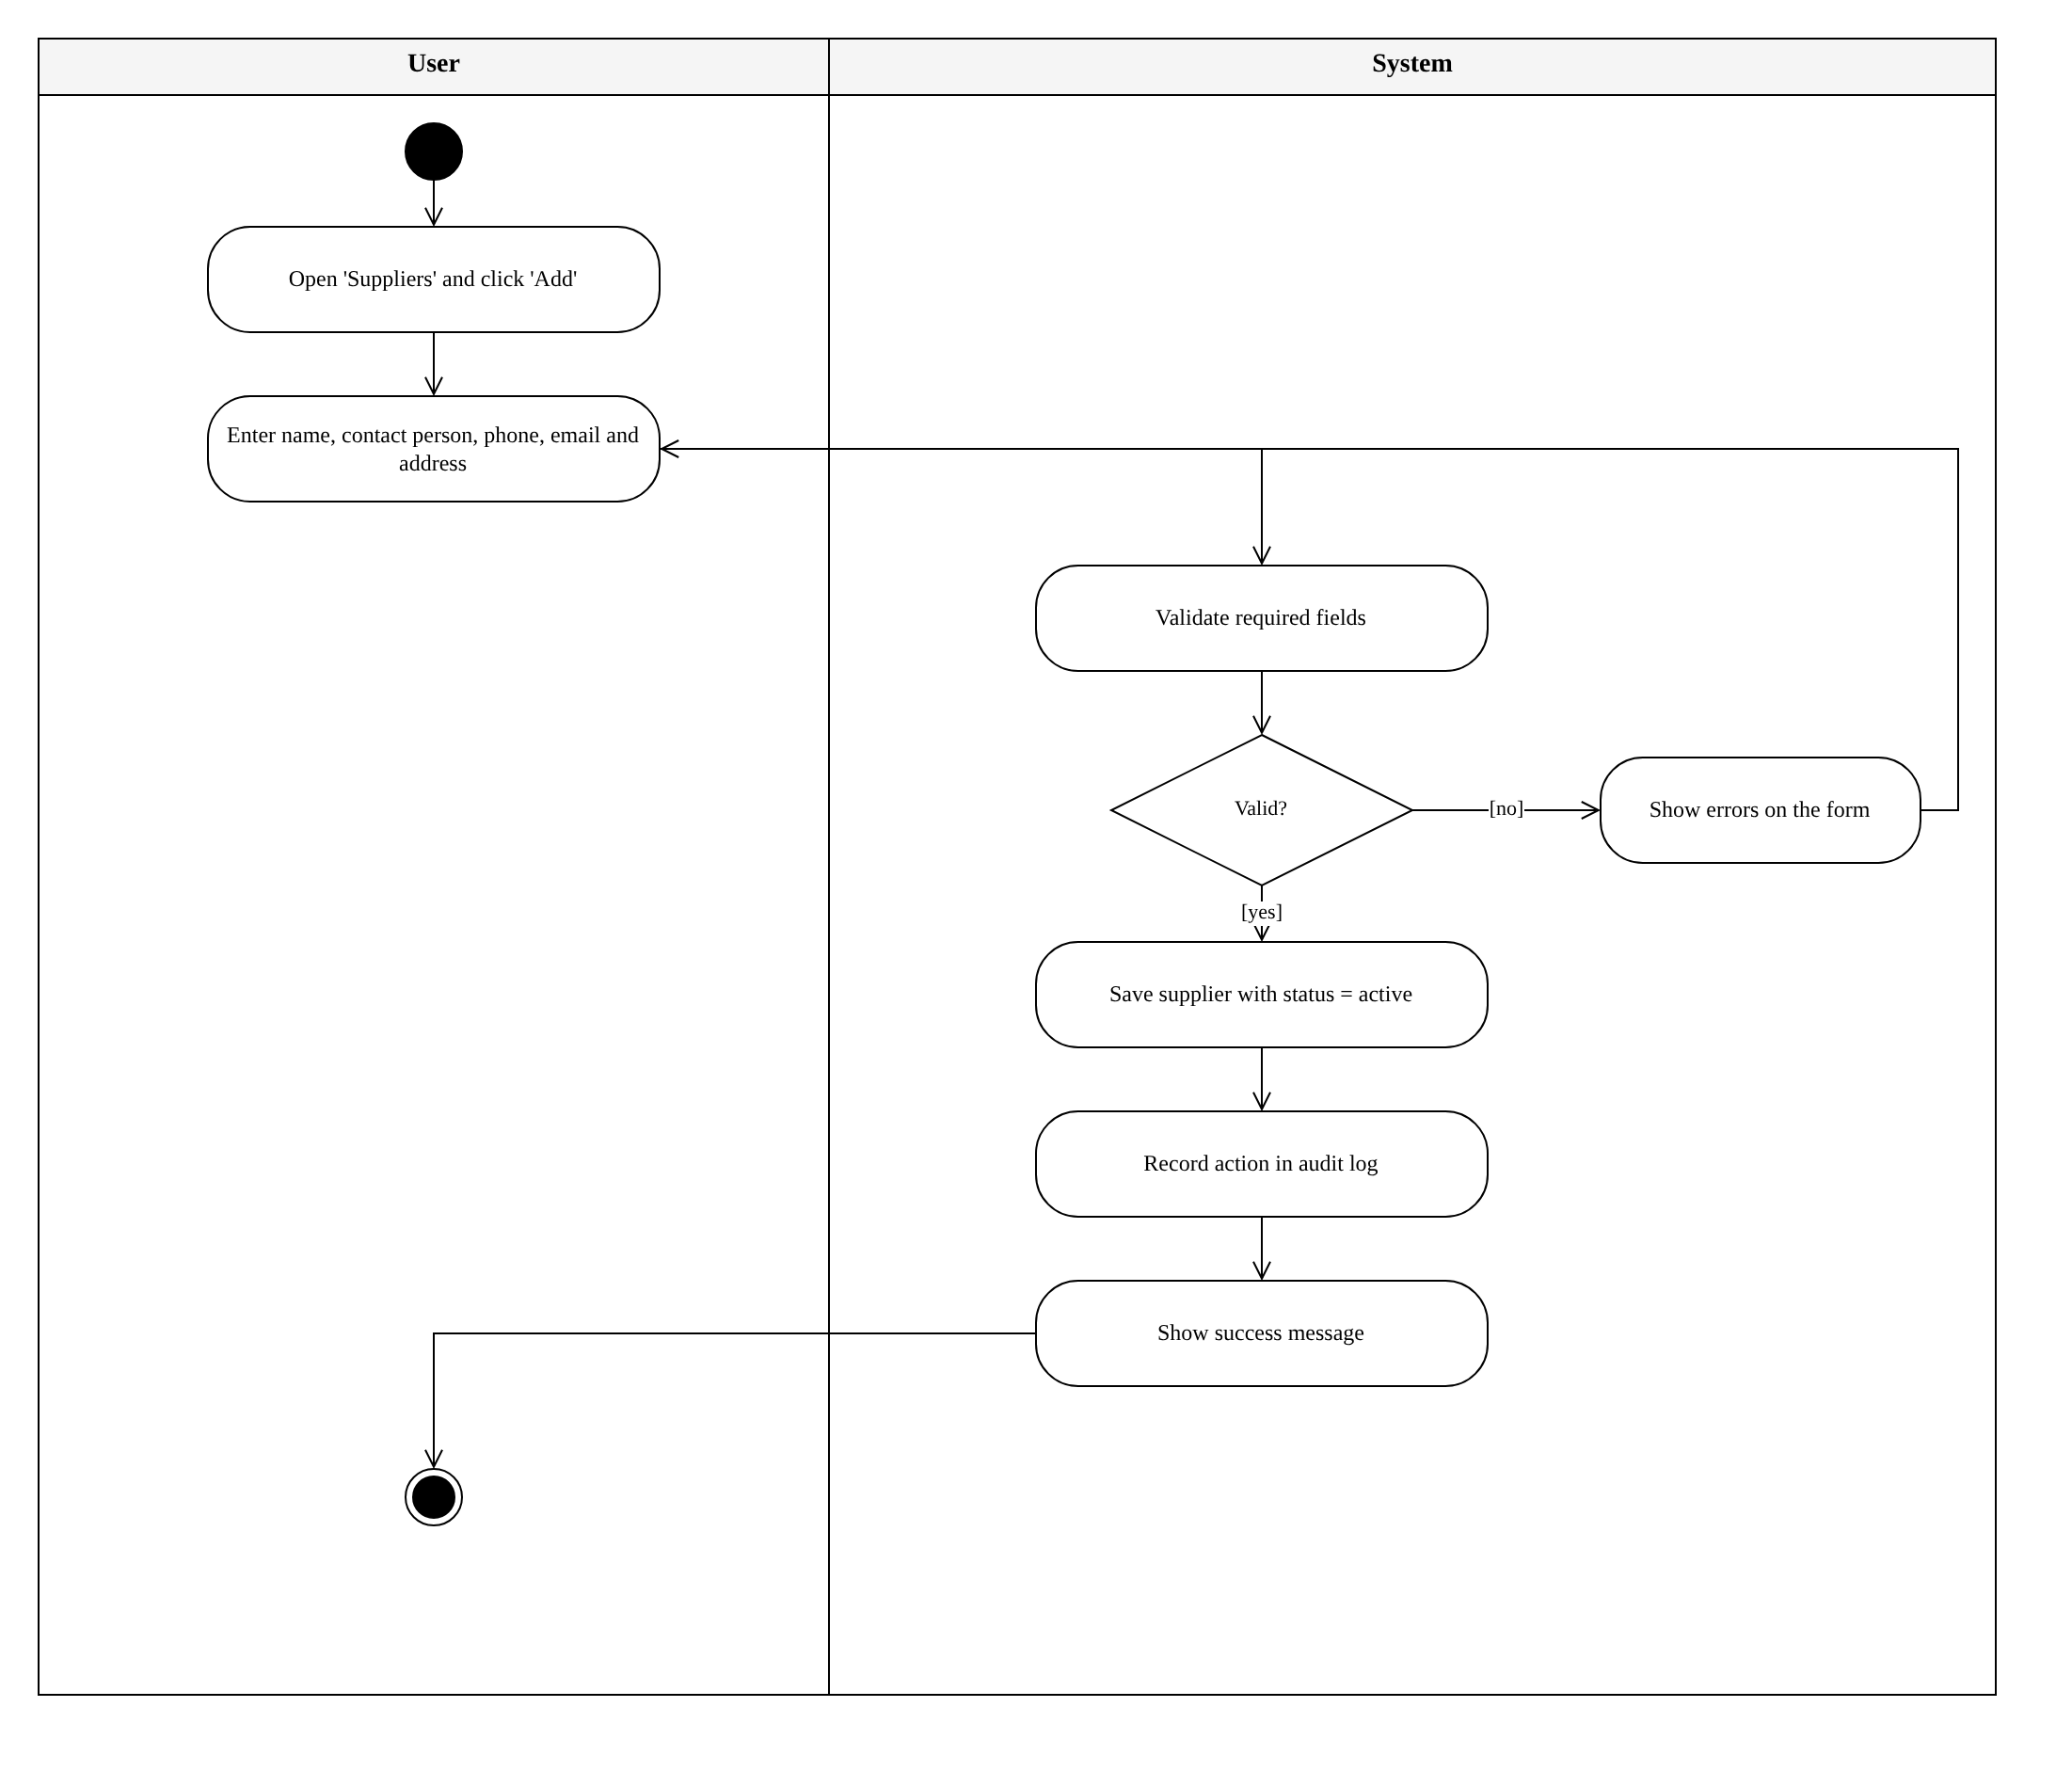 User
System
Open 'Suppliers' and click 'Add'
Enter name, contact person, phone, email and
address
Validate required fields
Valid?
[no]
Show errors on the form
[yes]
Save supplier with status = active
Record action in audit log
Show success message